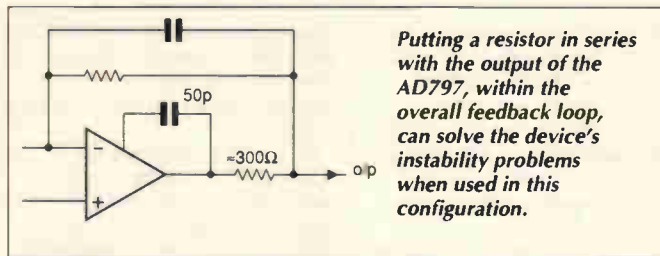 50p
≈300Ω
o/p
−
+
Putting a resistor in series
with the output of the
AD797, within the
overall feedback loop,
can solve the device's
instability problems
when used in this
configuration.